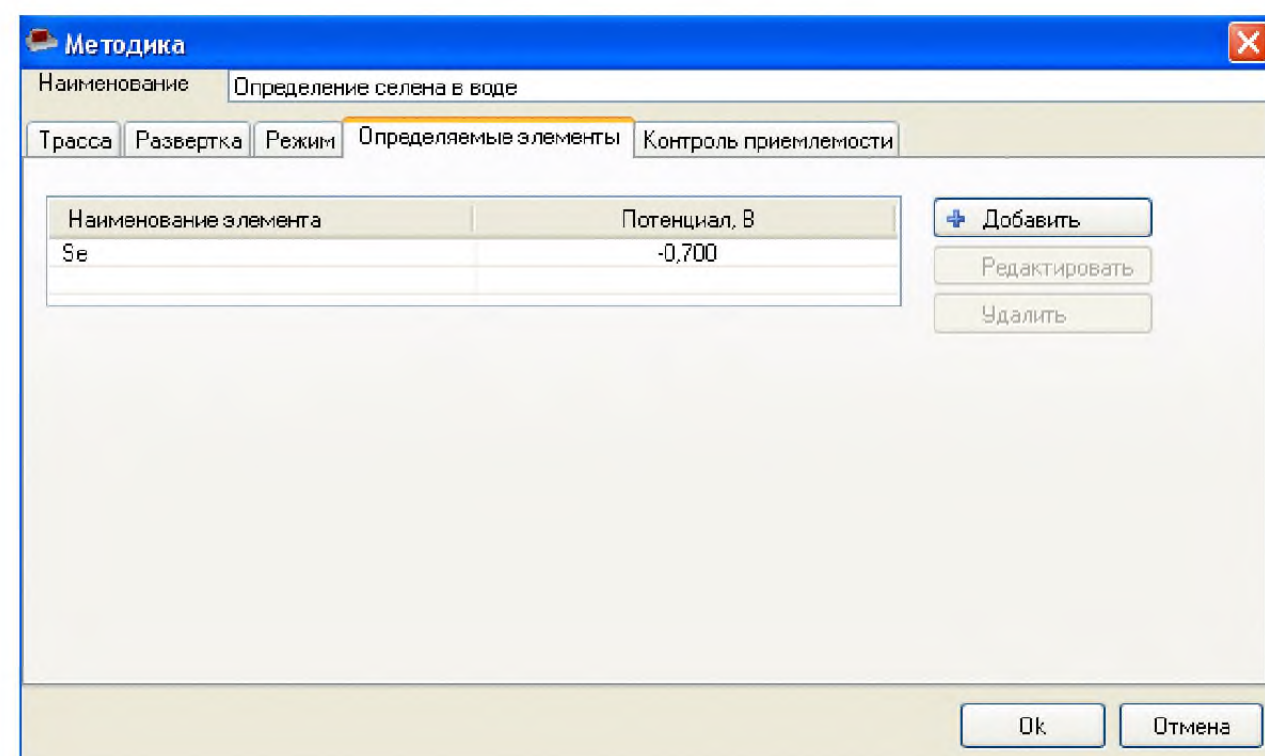 Методика
Наименование Определение селена в воде
Трасса Развертка Режим Определяемые элементы Контроль приемлемости
Наименование элемента Потенциал, В
Se -0,700
Добавить
Редактировать
Удалить
Ok Отмена